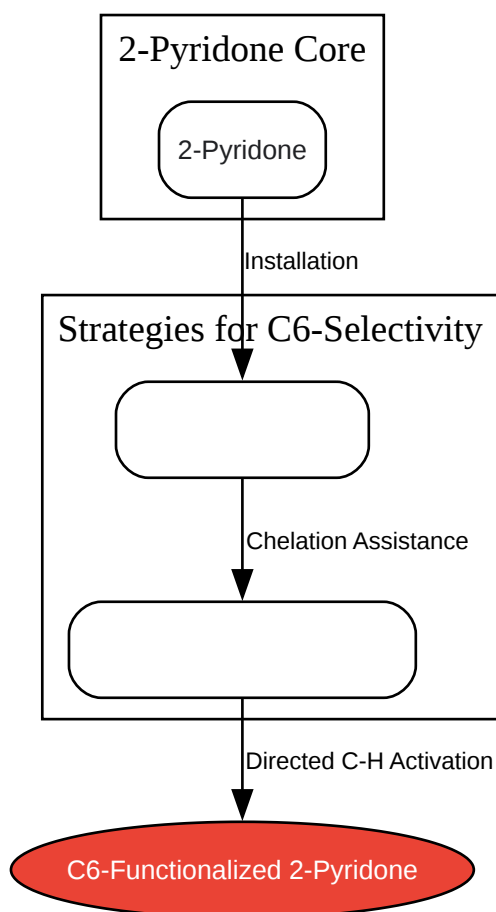 2-Pyridone Core
2-Pyridone
Installation
Strategies for C6-Selectivity
Chelation Assistance
Directed C-H Activation
C6-Functionalized 2-Pyridone